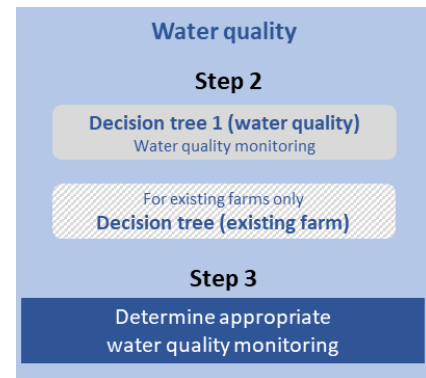 Water quality
Step 2
Decision tree 1 (water quality)
Water quality monitoring
For existing farms only
Decision tree (existing farm)
Step 3
Determine appropriate
water quality monitoring